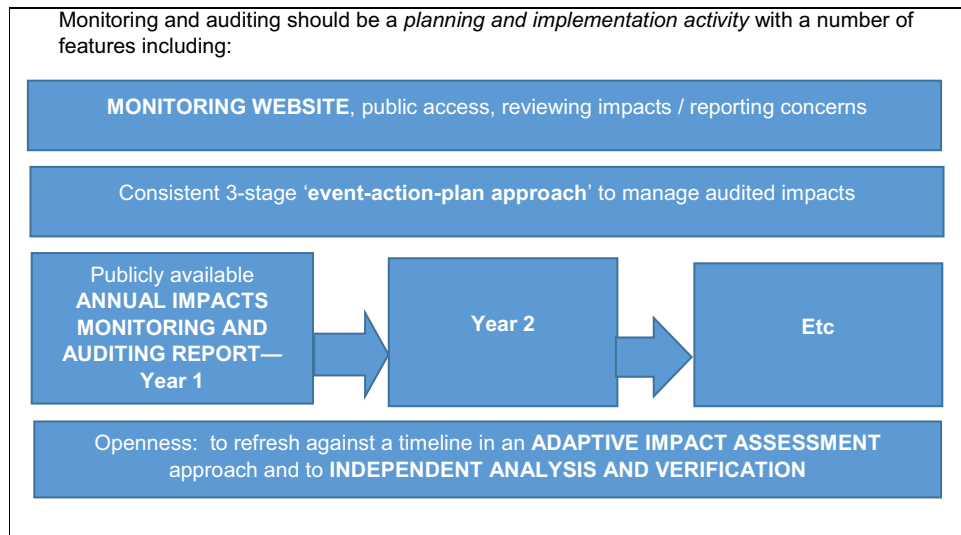 Monitoring and auditing should be a planning and implementation activity with a number of
features including:
MONITORING WEBSITE, public access, reviewing impacts / reporting concerns
Consistent 3-stage ‘event-action-plan approach’ to manage audited impacts
Publicly available
ANNUAL IMPACTS
MONITORING AND
AUDITING REPORT—
Year 1
Year 2
Etc
Openness:  to refresh against a timeline in an ADAPTIVE IMPACT ASSESSMENT
approach and to INDEPENDENT ANALYSIS AND VERIFICATION